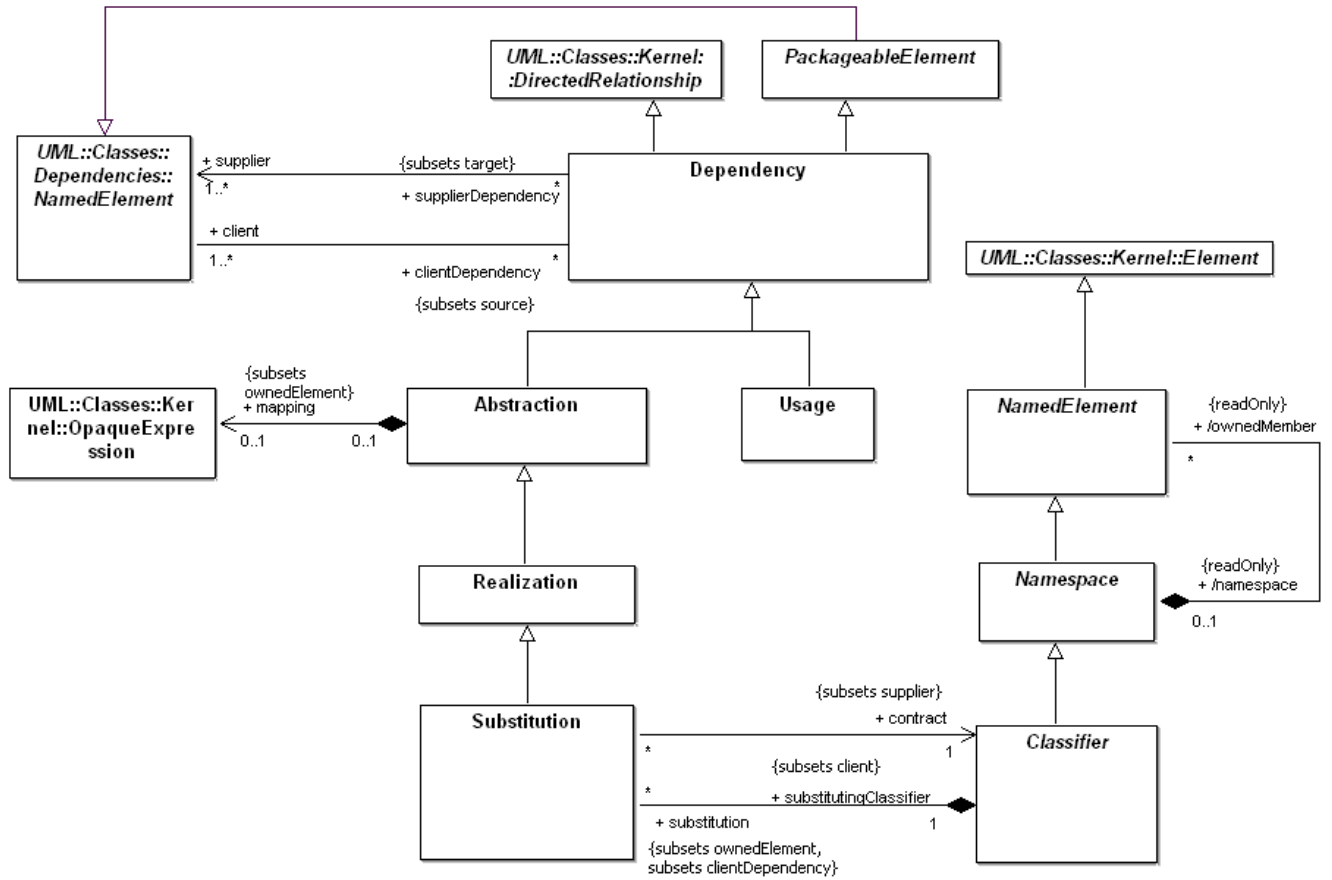 UML::Classes::Kernel:
:DirectedRelationship
PackageableElement
UML::Classes::
Dependencies::
NamedElement
+ supplier
{subsets target}
1..*
*
+ supplierDependency
Dependency
+ client
1..*
*
+ clientDependency
{subsets source}
UML::Classes::Kernel::Element
{subsets
ownedElement}
+ mapping
0..1
0..1
UML::Classes::Ker
nel::OpaqueExpre
ssion
Abstraction
Usage
NamedElement
{readOnly}
+ /ownedMember
*
Realization
Namespace
{readOnly}
+ /namespace
0..1
Substitution
{subsets supplier}
+ contract
*
1
Classifier
{subsets client}
*
+ substitutingClassifier
+ substitution
1
{subsets ownedElement,
subsets clientDependency}